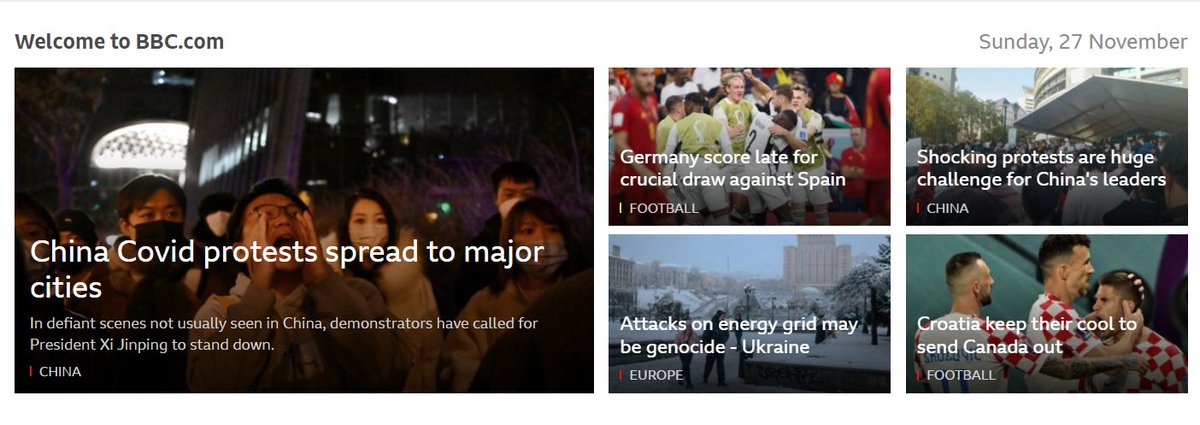 Welcome to BBC.com
Sunday, 27 November
China Covid protests spread to major
cities
In defiant scenes not usually seen in China, demonstrators have called for
President Xi Jinping to stand down.
CHINA
Germany score late for
crucial draw against Spain
FOOTBALL
Shocking protests are huge
challenge for China's leaders
CHINA
Attacks on energy grid may
be genocide - Ukraine
EUROPE
Croatia keep their cool to
send Canada out
FOOTBALL